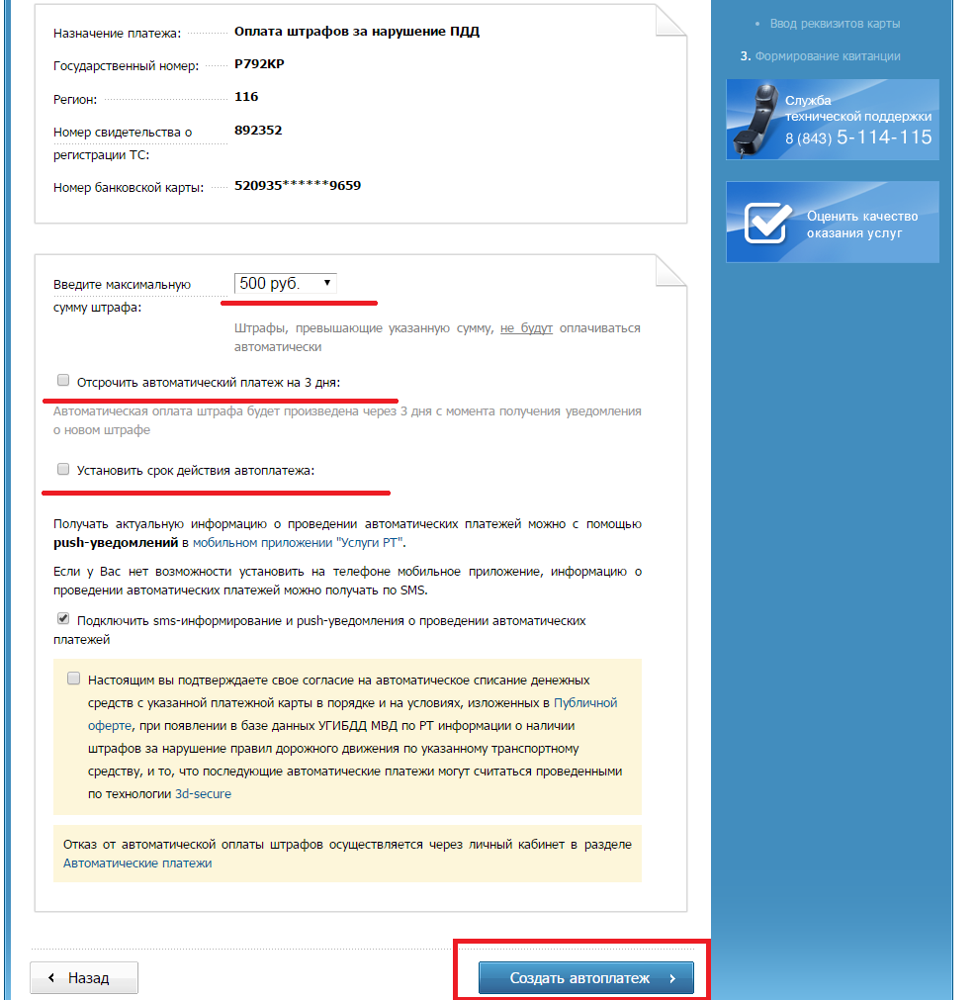 Назначение платежа: Оплата штрафов за нарушение ПДД
Государственный номер: Р792КР
Регион: 116
Номер свидетельства о 892352
регистрации ТС:
Номер банковской карты: 520935******9659
Введите максимальную 500 руб.
сумму штрафа:
Штрафы, превышающие указанную сумму, не будут оплачиваться
автоматически
Отсрочить автоматический платеж на 3 дня:
Автоматическая оплата штрафа будет произведена через 3 дня с момента получения уведомления
о новом штрафе
Установить срок действия автоплатежа:
Получать актуальную информацию о проведении автоматических платежей можно с помощью
push-уведомлений в мобильном приложении "Услуги РТ".
Если у Вас нет возможности установить на телефоне мобильное приложение, информацию о
проведении автоматических платежей можно получать по SMS.
Подключить sms-информирование и push-уведомления о проведении автоматических
платежей
Настоящим вы подтверждаете свое согласие на автоматическое списание денежных
средств с указанной платежной карты в порядке и на условиях, изложенных в Публичной
оферте, при появлении в базе данных УГИБДД МВД по РТ информации о наличии
штрафов за нарушение правил дорожного движения по указанному транспортному
средству, и то, что последующие автоматические платежи могут считаться проведенными
по технологии 3d-secure
Отказ от автоматической оплаты штрафов осуществляется через личный кабинет в разделе
Автоматические платежи
Назад
Создать автоплатеж
Ввод реквизитов карты
3. Формирование квитанции
Служба
технической поддержки
8 (843) 5-114-115
Оценить качество
оказания услуг